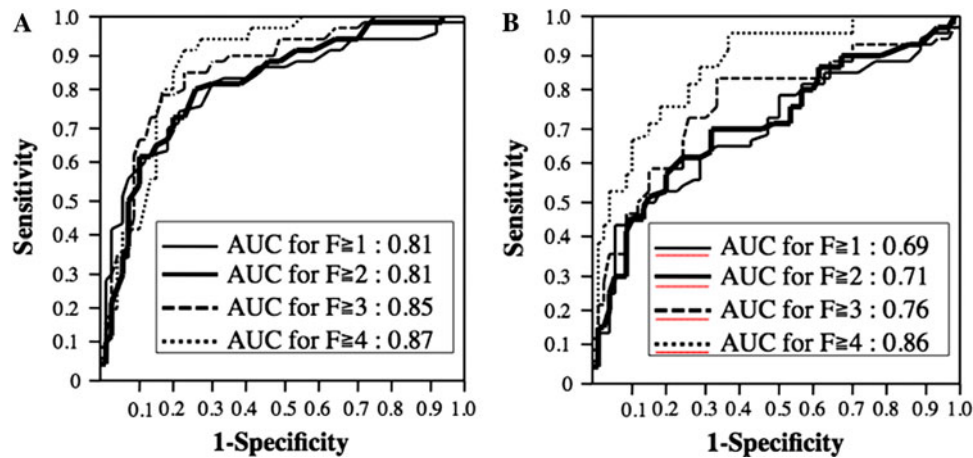 A
Sensitivity
1.0
0.9
0.8
0.7
0.6
0.5
0.4
0.3
0.2
0.1
0
AUC for F≧1 : 0.81
AUC for F≧2 : 0.81
AUC for F≧3 : 0.85
AUC for F≧4 : 0.87
0.1 0.2 0.3 0.4 0.5 0.6 0.7 0.8 0.9 1.0
1-Specificity
B
Sensitivity
1.0
0.9
0.8
0.7
0.6
0.5
0.4
0.3
0.2
0.1
0
AUC for F≧1 : 0.69
AUC for F≧2 : 0.71
AUC for F≧3 : 0.76
AUC for F≧4 : 0.86
0.1 0.2 0.3 0.4 0.5 0.6 0.7 0.8 0.9 1.0
1-Specificity